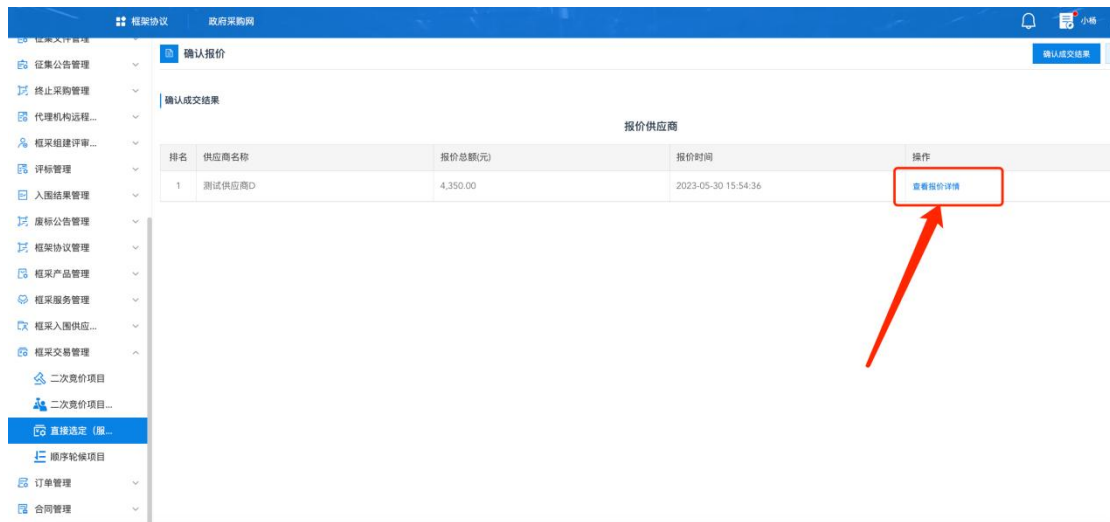 框架协议 政府采购网 小杨
征集文件管理
征集公告管理
终止采购管理
代理机构远程...
框采组建评审...
评标管理
入围结果管理
废标公告管理
框架协议管理
框采产品管理
框采服务管理
框采入围供应...
框采交易管理
二次竞价项目
二次竞价项目...
直接选定（服...
顺序轮候项目
订单管理
合同管理
确认报价 确认成交结果
确认成交结果
报价供应商
排名 供应商名称 报价总额(元) 报价时间 操作
1 测试供应商D 4,350.00 2023-05-30 15:54:36 查看报价详情